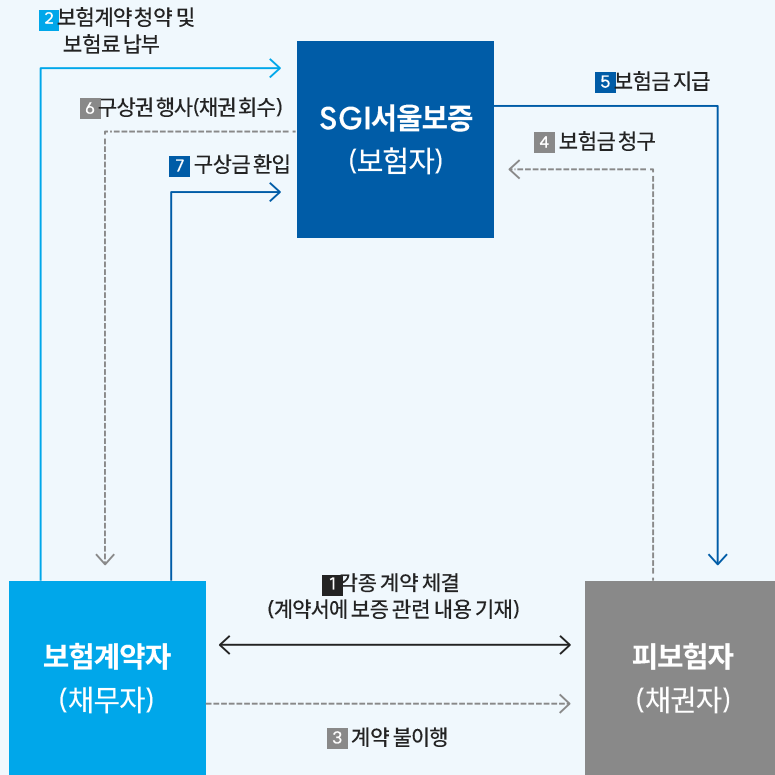 2 보험계약 청약 및
보험료 납부
5 보험금 지급
6 구상권 행사(채권 회수)
SGI서울보증
(보험자)
4 보험금 청구
7 구상금 환입
1 각종 계약 체결
(계약서에 보증 관련 내용 기재)
보험계약자
(채무자)
피보험자
(채권자)
3 계약 불이행